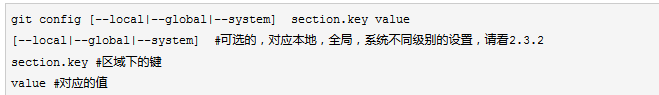 git config [--local|--global|--system]  section.key value
[--local|--global|--system]  #可选的，对应本地，全局，系统不同级别的设置，请看2.3.2
section.key #区域下的键
value #对应的值